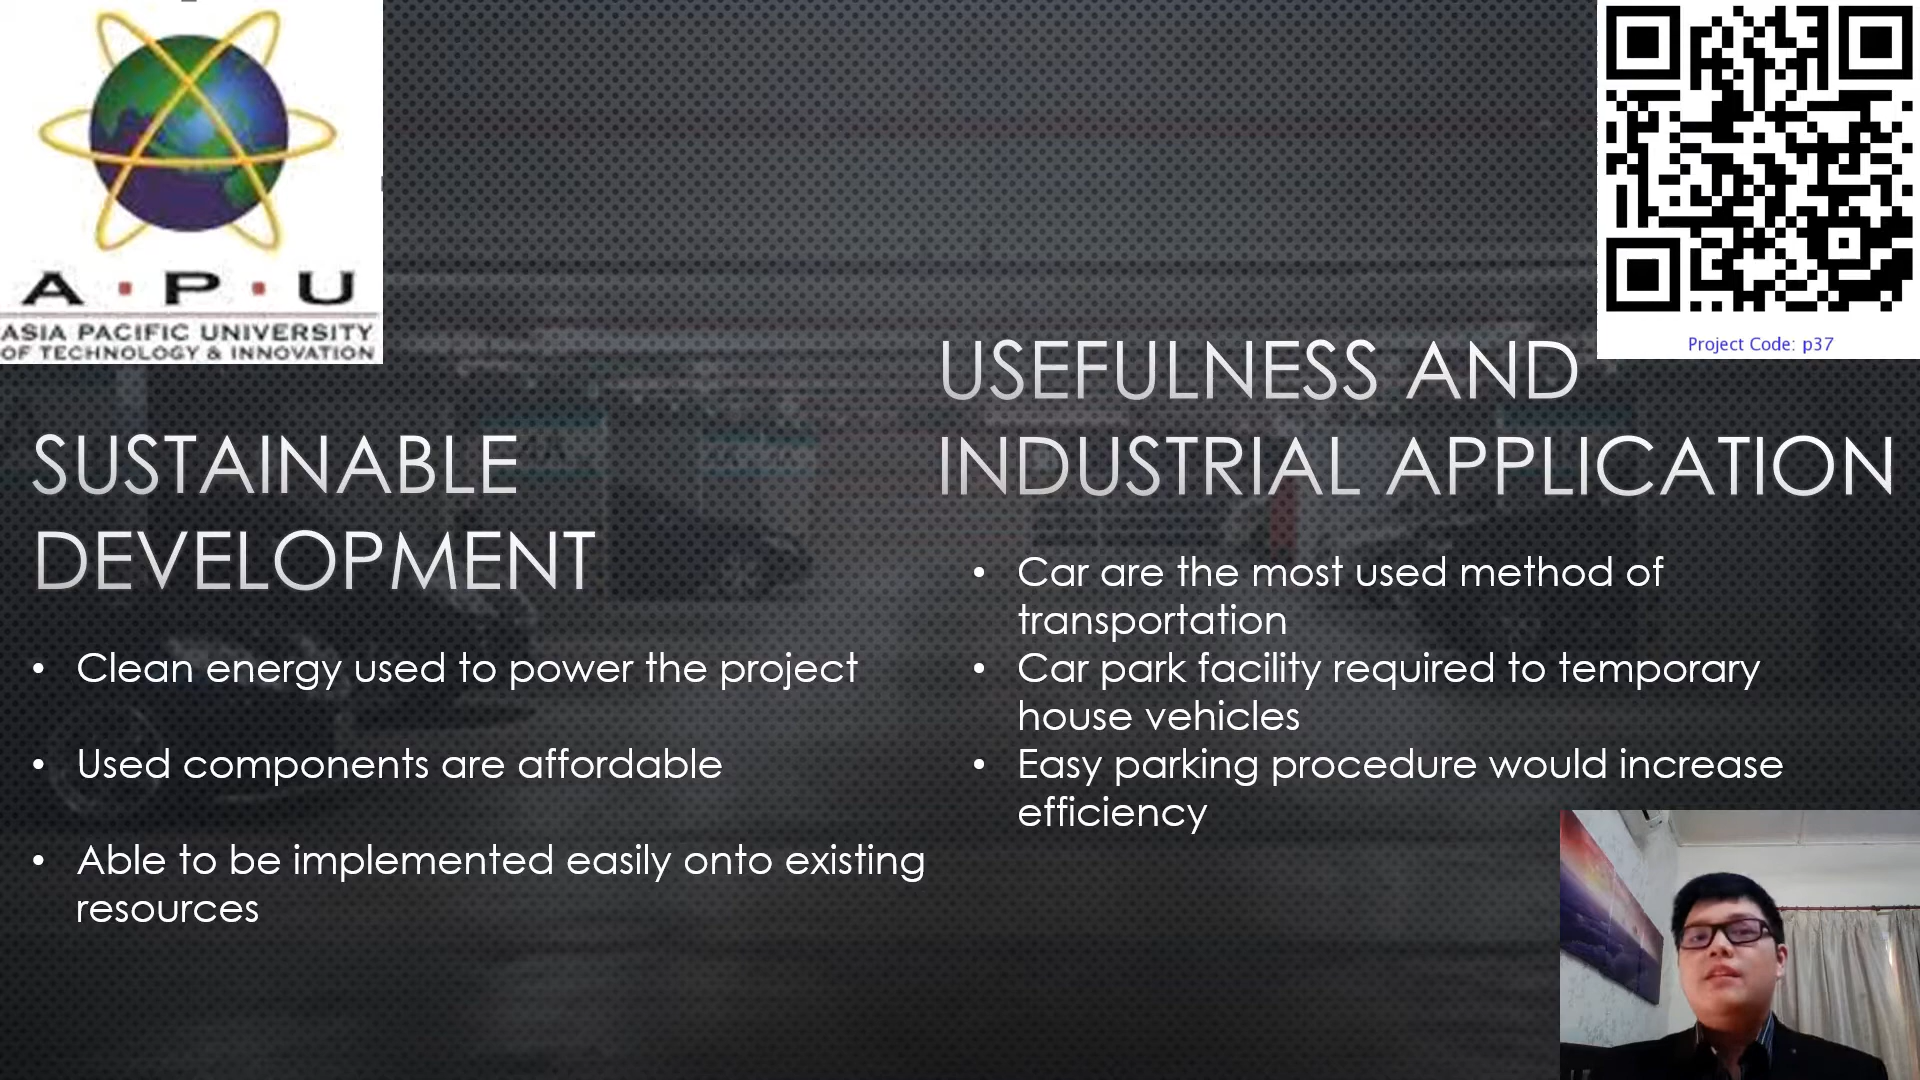 A·P·U
ASIA PACIFIC UNIVERSITY
OF TECHNOLOGY & INNOVATION
Project Code: p37
SUSTAINABLE
DEVELOPMENT
• Clean energy used to power the project
• Used components are affordable
• Able to be implemented easily onto existing
resources
USEFULNESS AND
INDUSTRIAL APPLICATION
• Car are the most used method of
transportation
• Car park facility required to temporary
house vehicles
• Easy parking procedure would increase
efficiency